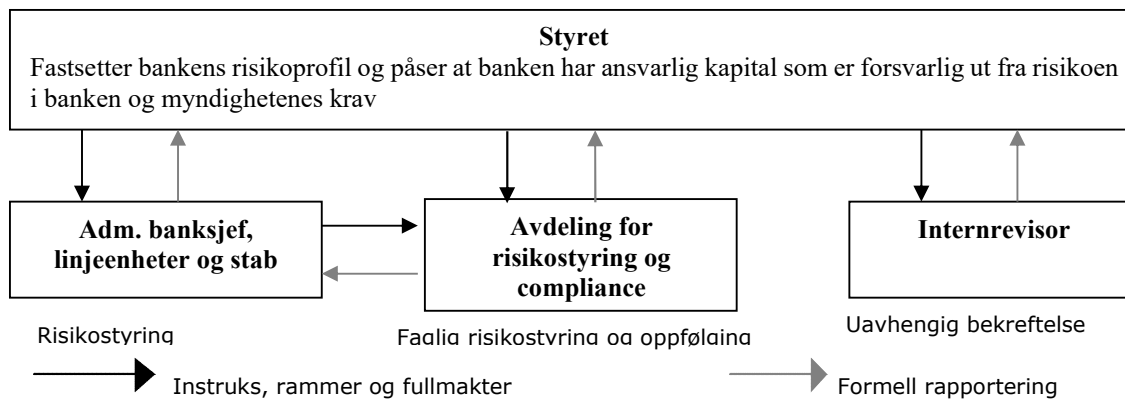 Styret
Fastsetter bankens risikoprofil og påser at banken har ansvarlig kapital som er forsvarlig ut fra risikoen
i banken og myndighetenes krav
Adm. banksjef,
linjeenheter og stab
Avdeling for
risikostyring og
compliance
Internrevisor
Risikostyring
Faglig risikostyring og oppfølging
Uavhengig bekreftelse
Instruks, rammer og fullmakter
Formell rapportering